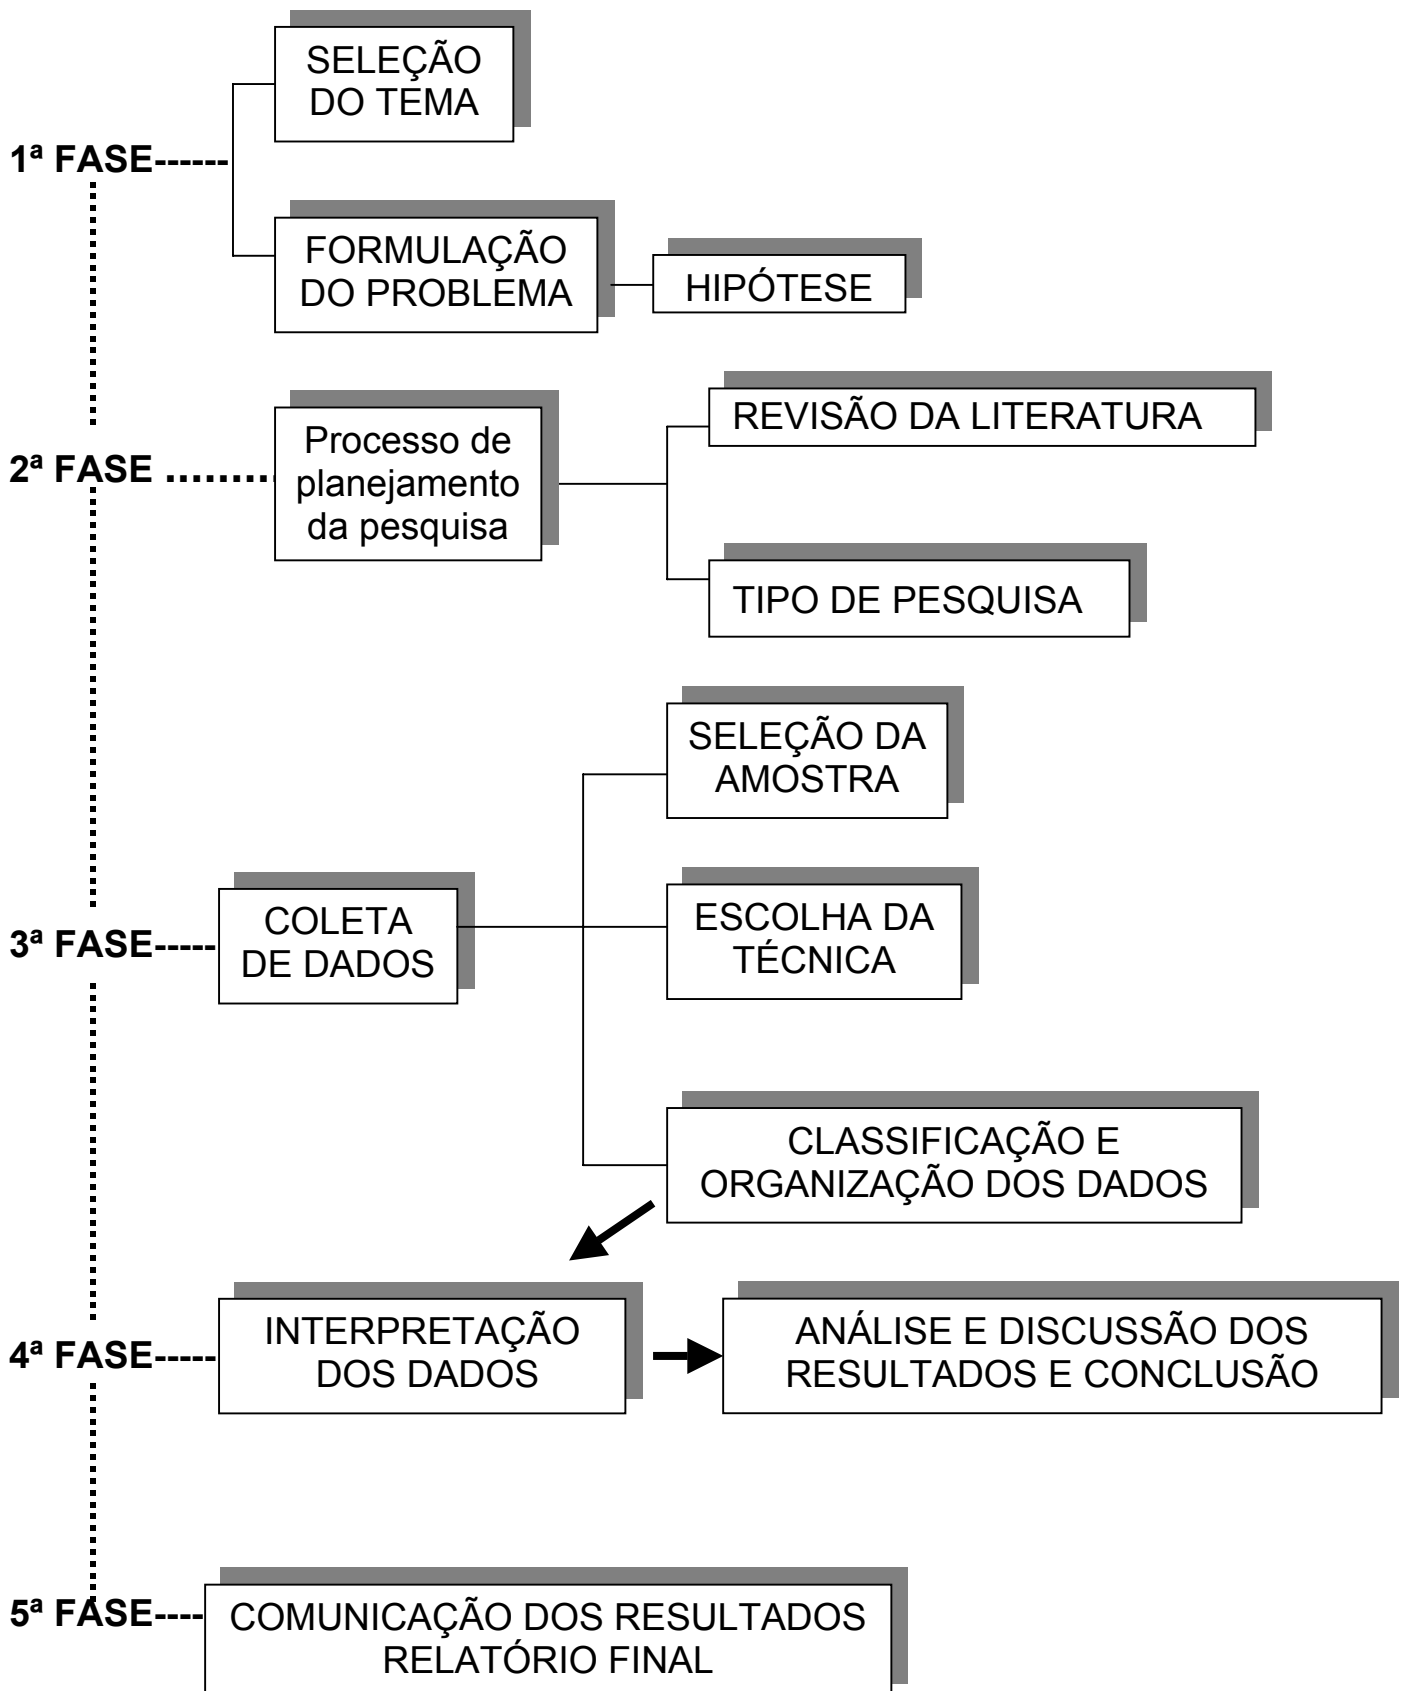 SELEÇÃO
DO TEMA
1ª FASE------
FORMULAÇÃO
DO PROBLEMA
HIPÓTESE
2ª FASE .........
Processo de
planejamento
da pesquisa
REVISÃO DA LITERATURA
TIPO DE PESQUISA
3ª FASE-----
COLETA
DE DADOS
SELEÇÃO DA
AMOSTRA
ESCOLHA DA
TÉCNICA
CLASSIFICAÇÃO E
ORGANIZAÇÃO DOS DADOS
4ª FASE-----
INTERPRETAÇÃO
DOS DADOS
ANÁLISE E DISCUSSÃO DOS
RESULTADOS E CONCLUSÃO
5ª FASE----
COMUNICAÇÃO DOS RESULTADOS
RELATÓRIO FINAL